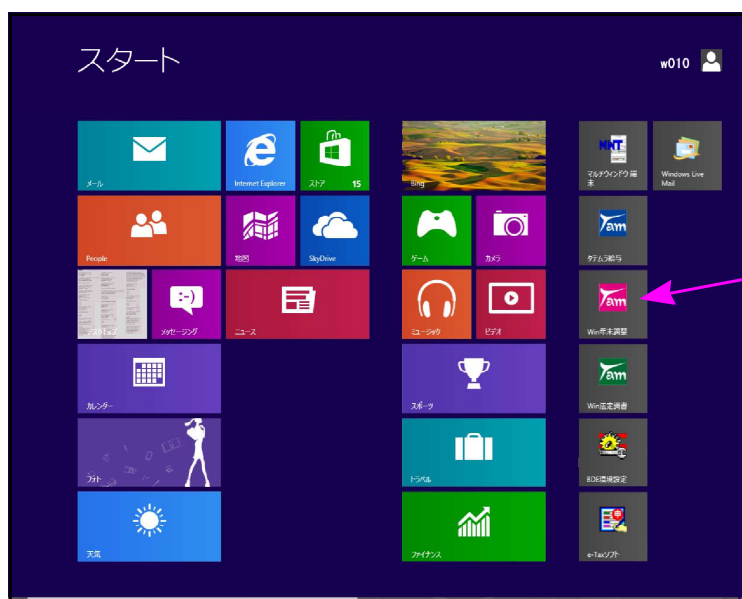 スタート
w010
メール
Internet Explorer
ストア
15
Bing
マルチウィンドウ端
末
Windows Live
Mail
People
地図
SkyDrive
ゲーム
カメラ
Yam
タテムラ給与
デスクトップ
:-)
メッセージング
ニュース
ミュージック
ビデオ
Yam
Win年末調整
カレンダー
スポーツ
Yam
Win法定調書
フォト
トラベル
BDE環境設定
天気
ファイナンス
e-Taxソフト